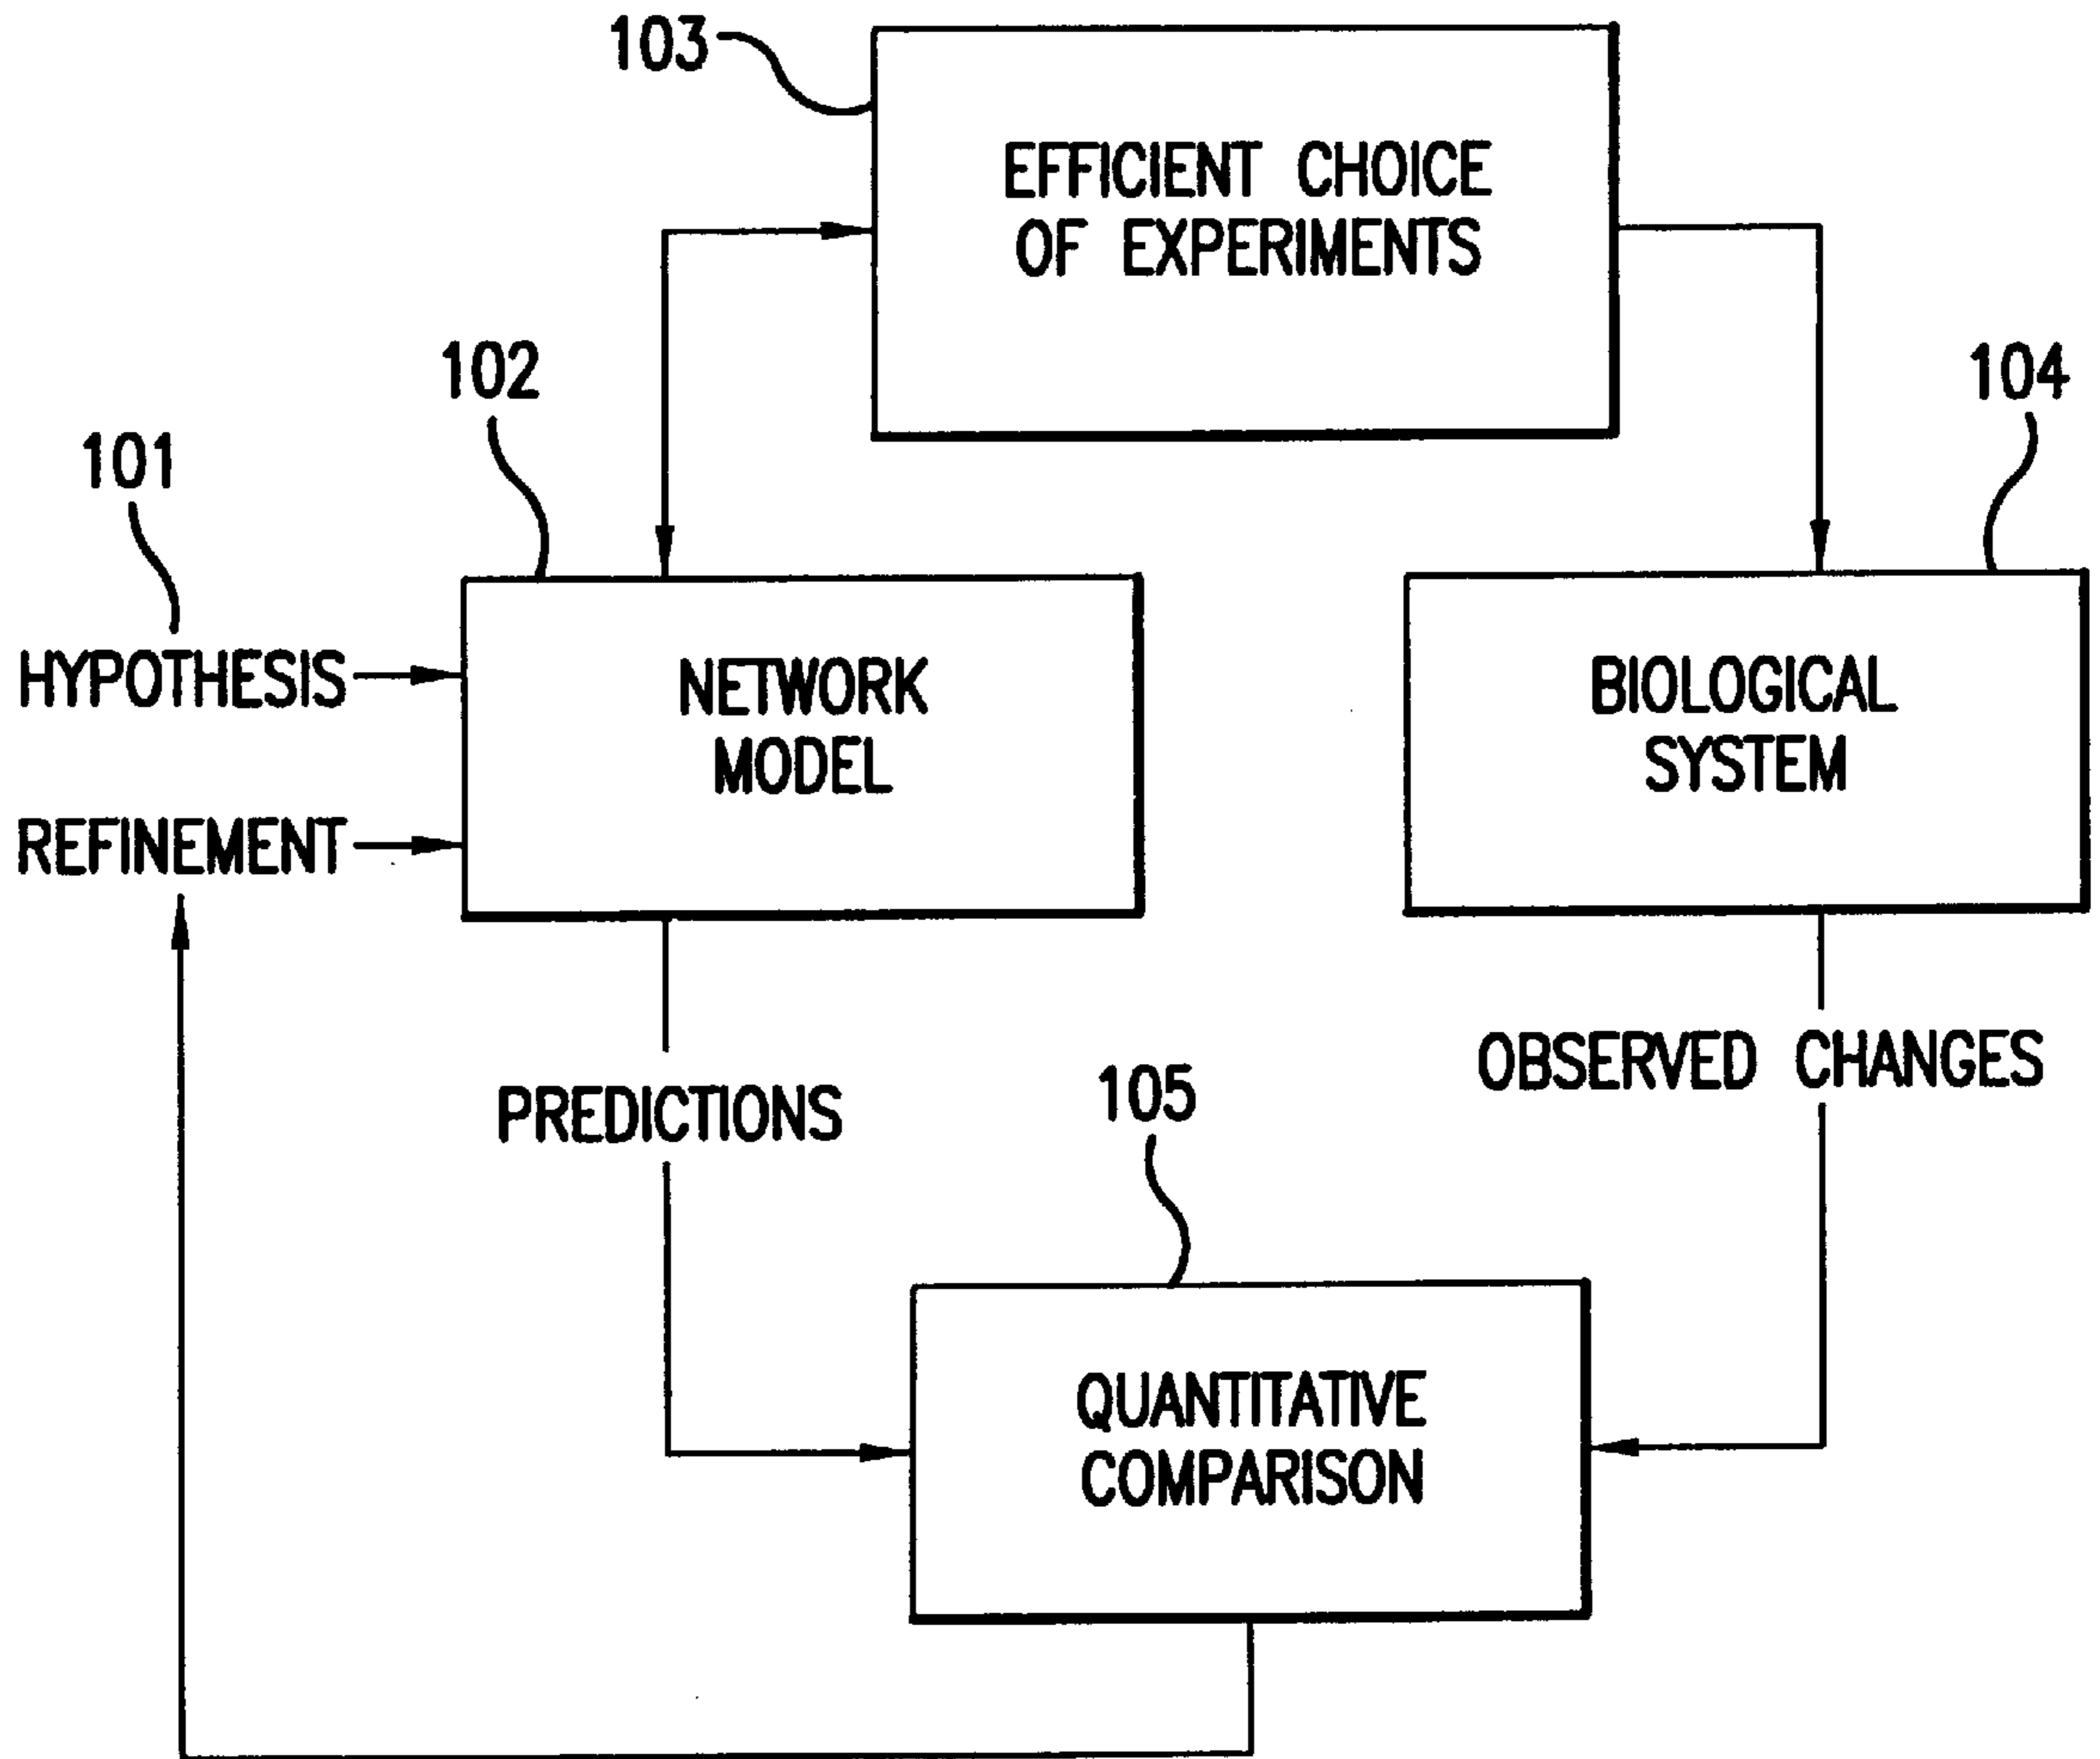 103
EFFICIENT CHOICE
OF EXPERIMENTS
102
104
101
HYPOTHESIS
NETWORK
MODEL
BIOLOGICAL
SYSTEM
REFINEMENT
OBSERVED CHANGES
PREDICTIONS
105
QUANTITATIVE
COMPARISON